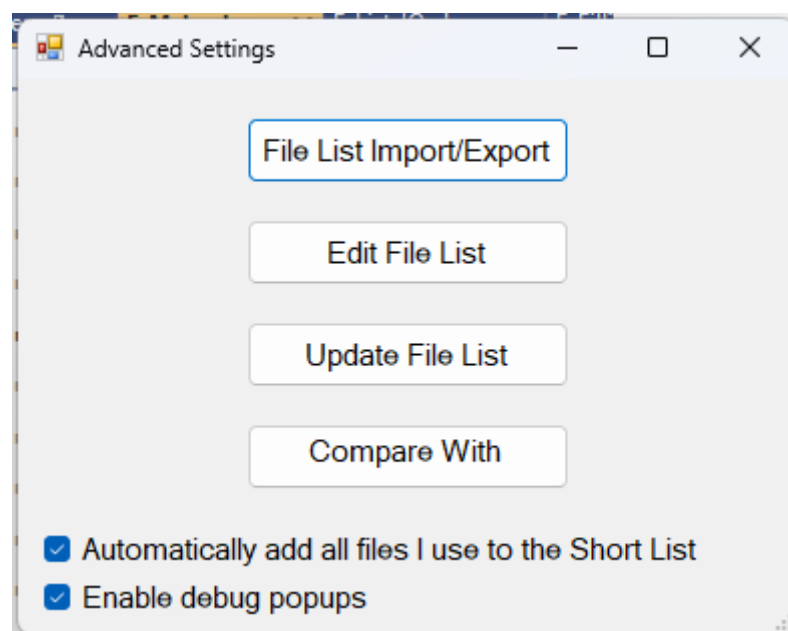 Advanced Settings
File List Import/Export
Edit File List
Update File List
Compare With
Automatically add all files I use to the Short List
Enable debug popups